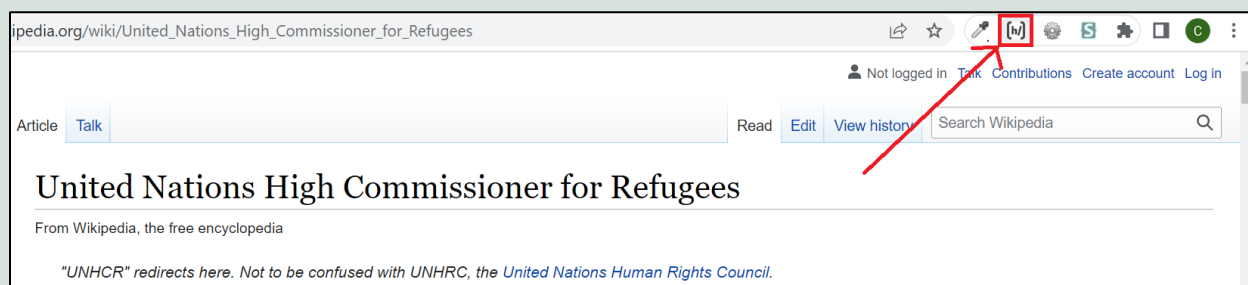 ipedia.org/wiki/United_Nations_High_Commissioner_for_Refugees
[h/] S C
Not logged in Talk Contributions Create account Log in
Article Talk Read Edit View history Search Wikipedia
United Nations High Commissioner for Refugees
From Wikipedia, the free encyclopedia
"UNHCR" redirects here. Not to be confused with UNHRC, the United Nations Human Rights Council.